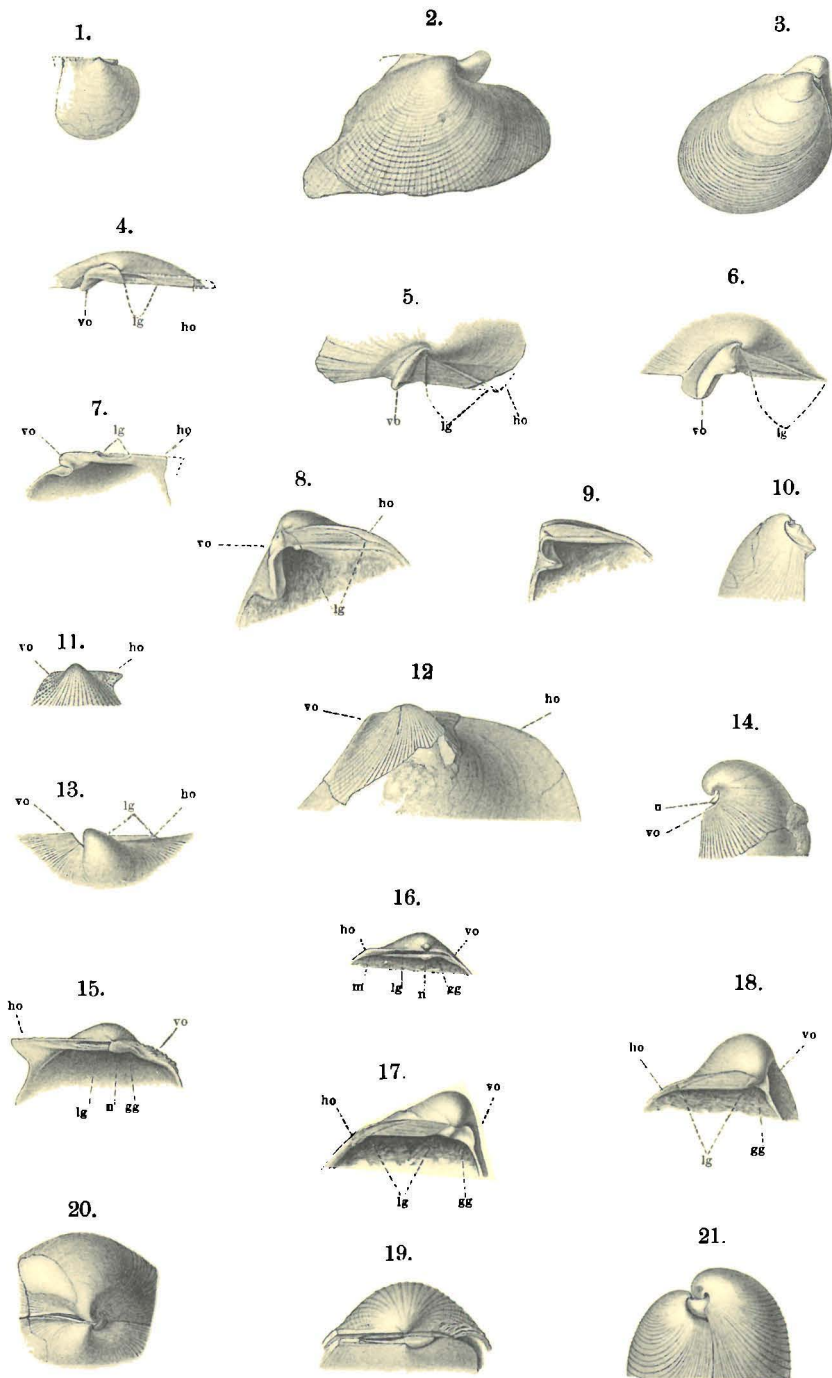 1.
2.
3.
4.
vo lg ho
5.
vo lg ho
6.
vo lg
7.
vo lg ho
8.
vo ho
lg
9.
10.
11.
vo ho
12
vo ho
13.
vo lg ho
14.
n
vo
15.
ho vo
lg n gg
16.
ho vo
m lg n gg
17.
ho vo
lg gg
18.
ho vo
lg gg
20.
19.
21.